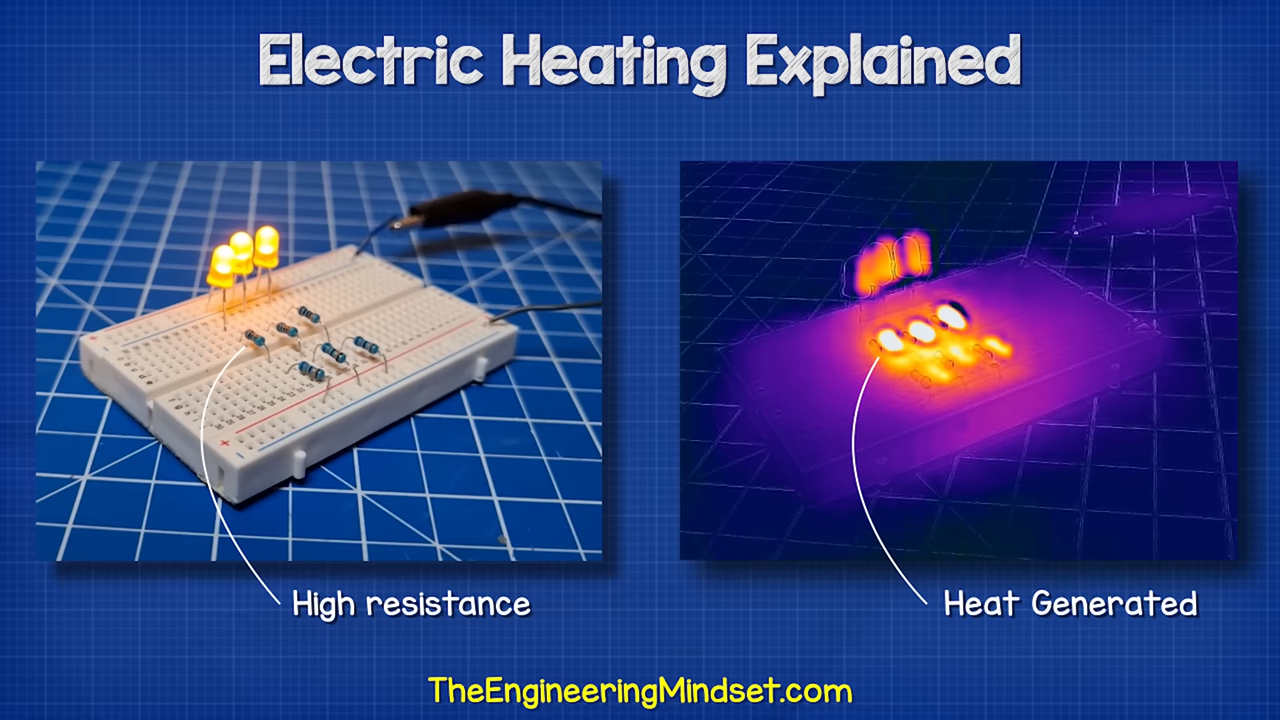 Electric Heating Explained
High resistance
Heat Generated
TheEngineeringMindset.com